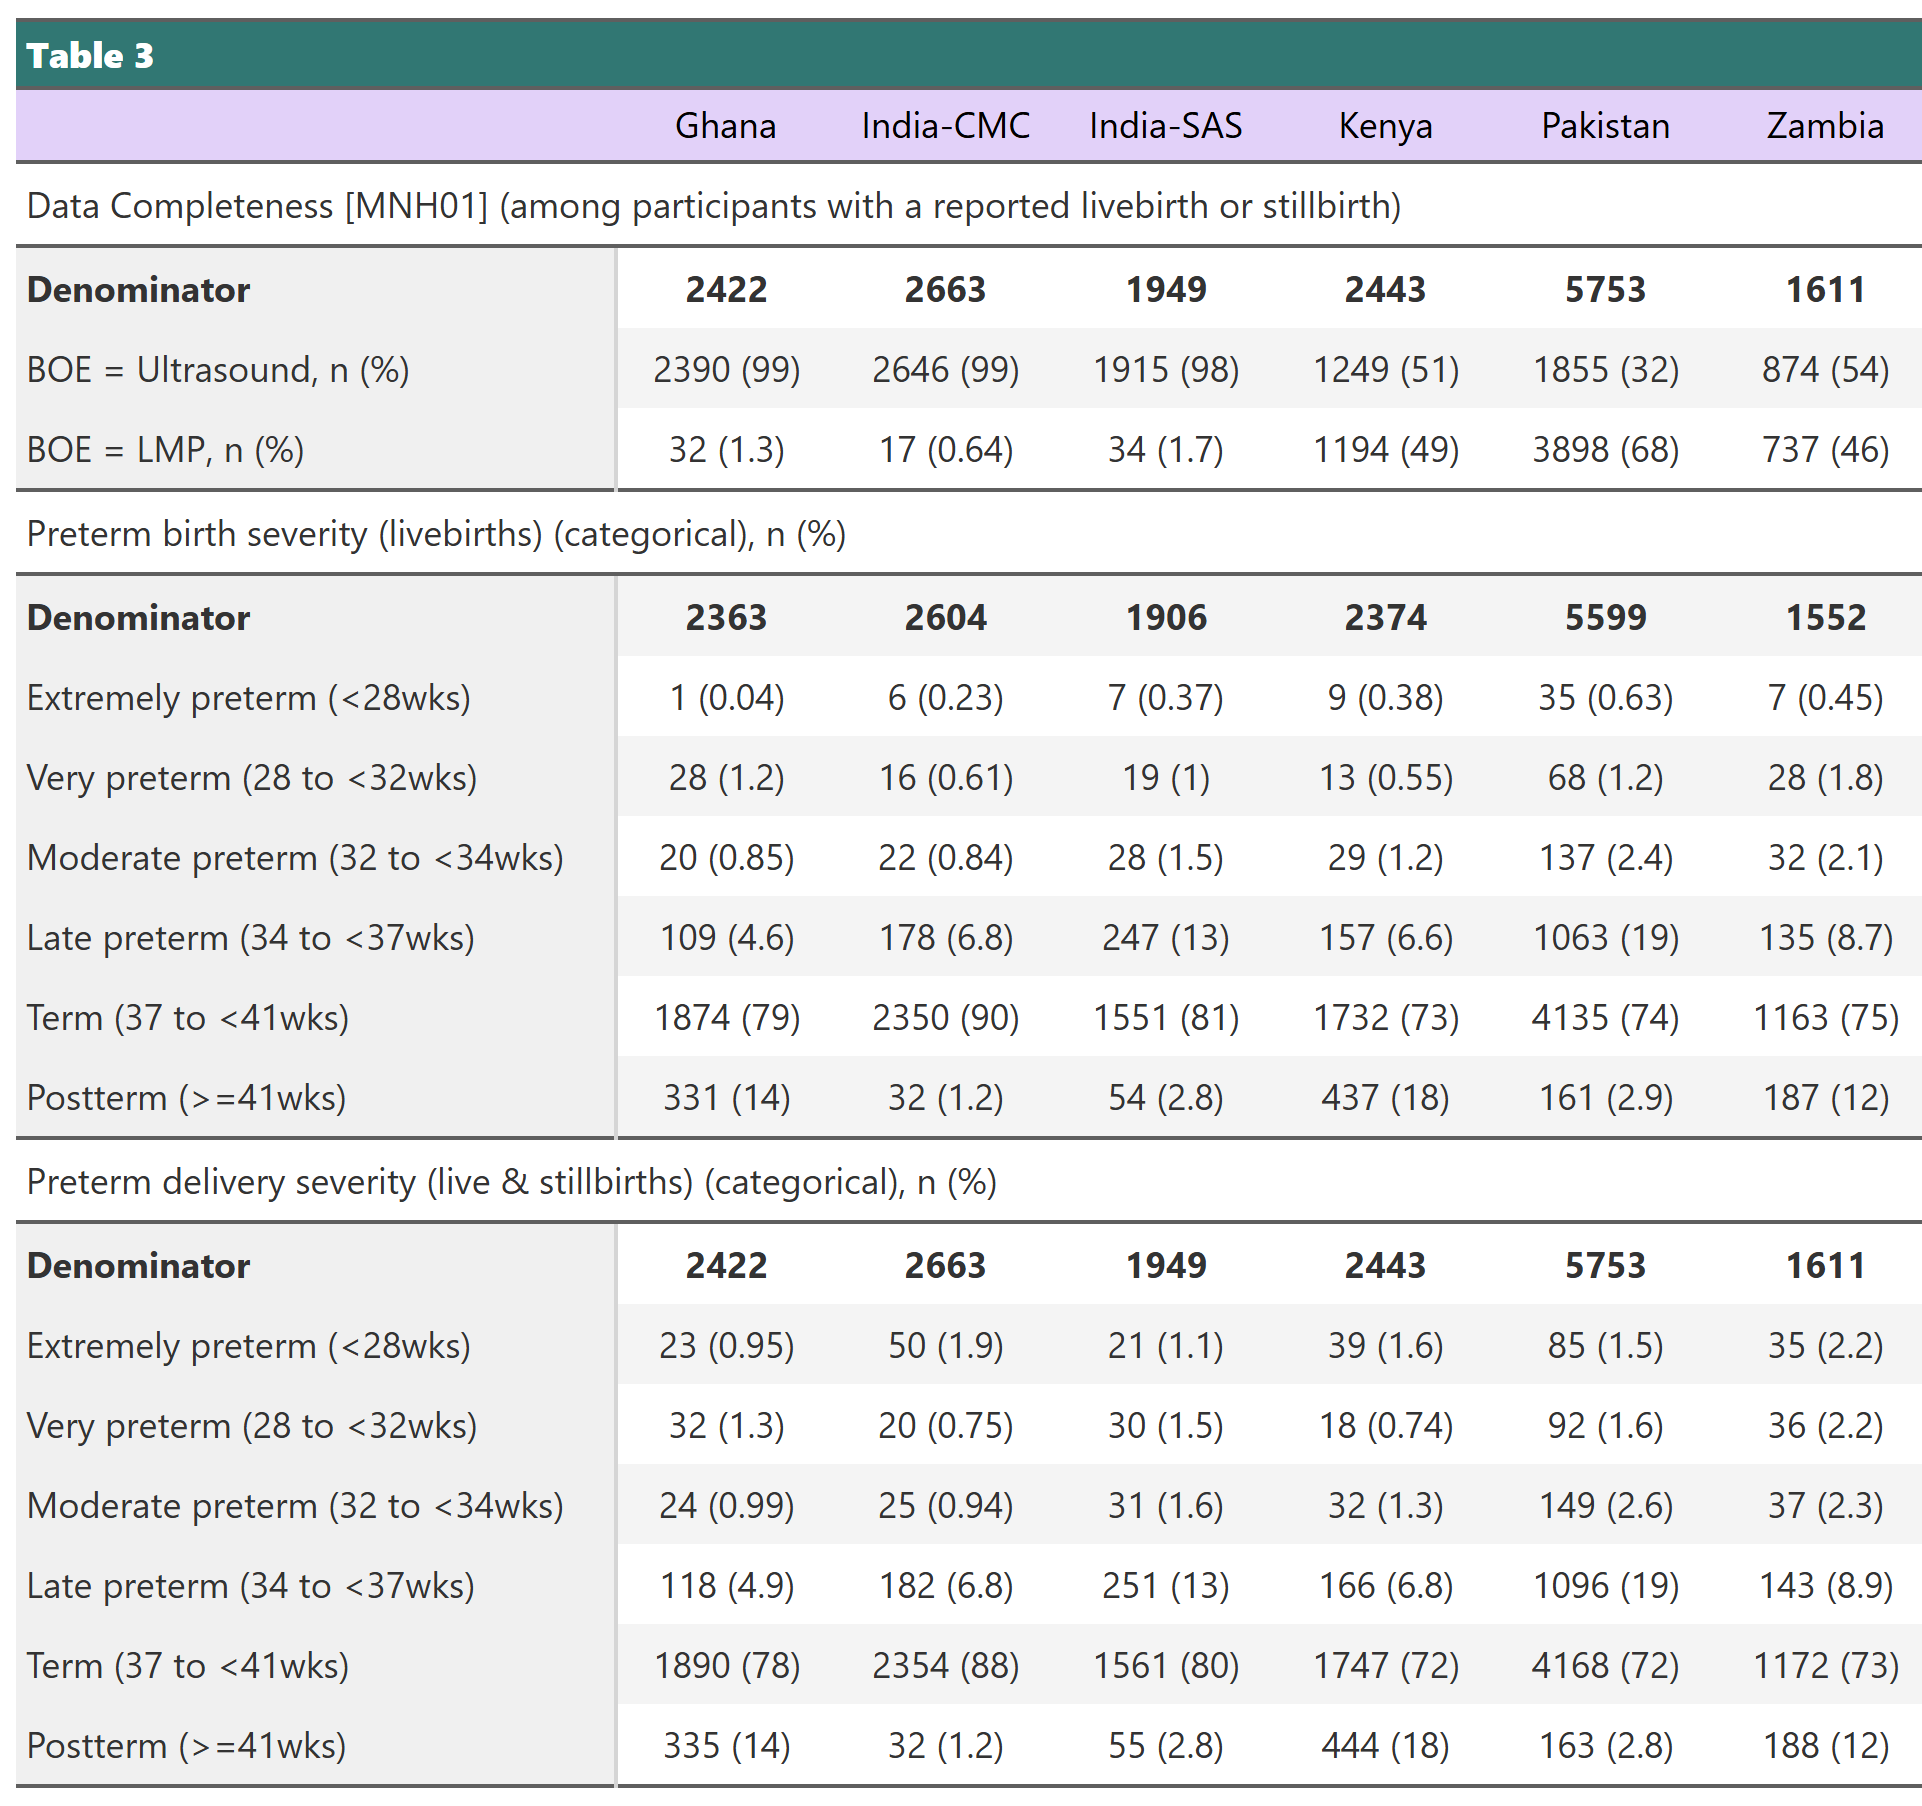 Table 3
Ghana India-CMC India-SAS Kenya Pakistan Zambia
Data Completeness [MNH01] (among participants with a reported livebirth or stillbirth)
Denominator 2422 2663 1949 2443 5753 1611
BOE = Ultrasound, n (%) 2390 (99) 2646 (99) 1915 (98) 1249 (51) 1855 (32) 874 (54)
BOE = LMP, n (%) 32 (1.3) 17 (0.64) 34 (1.7) 1194 (49) 3898 (68) 737 (46)
Preterm birth severity (livebirths) (categorical), n (%)
Denominator 2363 2604 1906 2374 5599 1552
Extremely preterm (<28wks) 1 (0.04) 6 (0.23) 7 (0.37) 9 (0.38) 35 (0.63) 7 (0.45)
Very preterm (28 to <32wks) 28 (1.2) 16 (0.61) 19 (1) 13 (0.55) 68 (1.2) 28 (1.8)
Moderate preterm (32 to <34wks) 20 (0.85) 22 (0.84) 28 (1.5) 29 (1.2) 137 (2.4) 32 (2.1)
Late preterm (34 to <37wks) 109 (4.6) 178 (6.8) 247 (13) 157 (6.6) 1063 (19) 135 (8.7)
Term (37 to <41wks) 1874 (79) 2350 (90) 1551 (81) 1732 (73) 4135 (74) 1163 (75)
Postterm (>=41wks) 331 (14) 32 (1.2) 54 (2.8) 437 (18) 161 (2.9) 187 (12)
Preterm delivery severity (live & stillbirths) (categorical), n (%)
Denominator 2422 2663 1949 2443 5753 1611
Extremely preterm (<28wks) 23 (0.95) 50 (1.9) 21 (1.1) 39 (1.6) 85 (1.5) 35 (2.2)
Very preterm (28 to <32wks) 32 (1.3) 20 (0.75) 30 (1.5) 18 (0.74) 92 (1.6) 36 (2.2)
Moderate preterm (32 to <34wks) 24 (0.99) 25 (0.94) 31 (1.6) 32 (1.3) 149 (2.6) 37 (2.3)
Late preterm (34 to <37wks) 118 (4.9) 182 (6.8) 251 (13) 166 (6.8) 1096 (19) 143 (8.9)
Term (37 to <41wks) 1890 (78) 2354 (88) 1561 (80) 1747 (72) 4168 (72) 1172 (73)
Postterm (>=41wks) 335 (14) 32 (1.2) 55 (2.8) 444 (18) 163 (2.8) 188 (12)